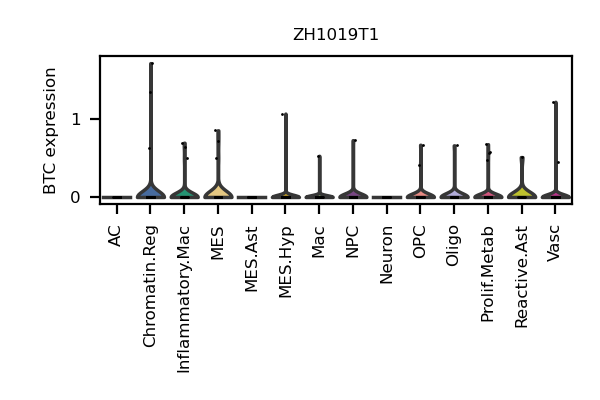 ZH1019T1
BTC expression
1
0
AC
Chromatin.Reg
Inflammatory.Mac
MES
MES.Ast
MES.Hyp
Mac
NPC
Neuron
OPC
Oligo
Prolif.Metab
Reactive.Ast
Vasc